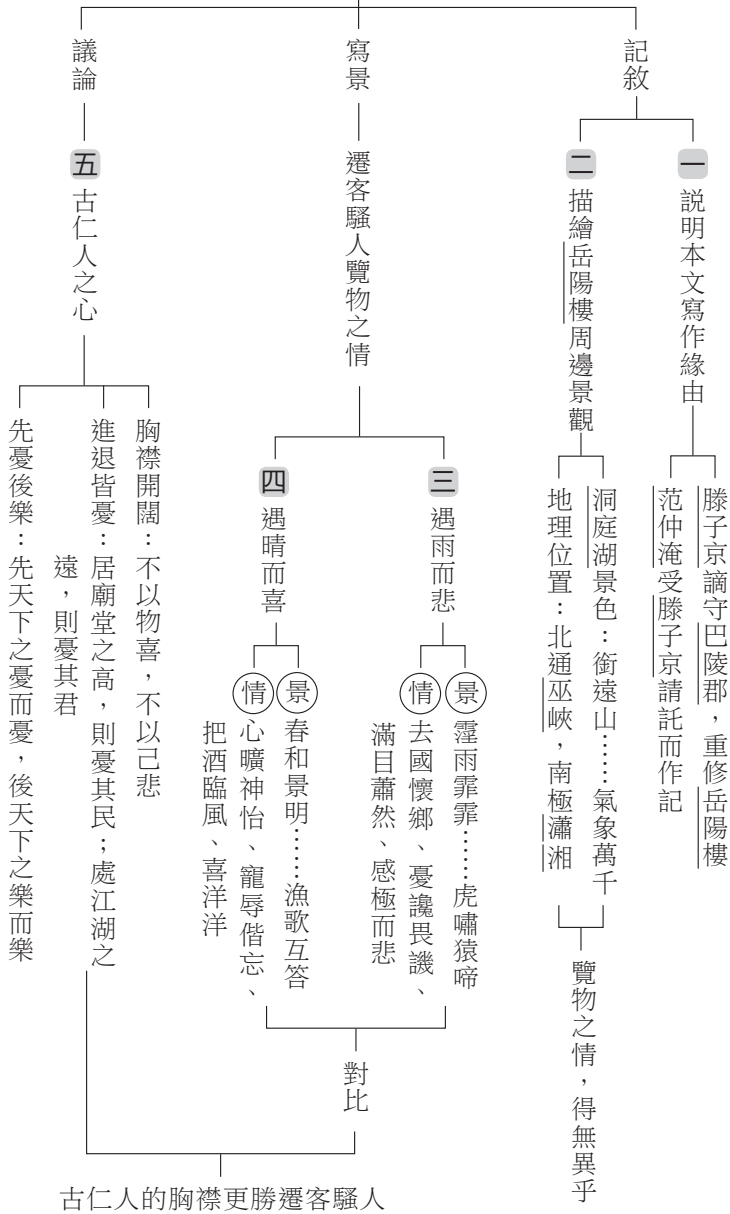 記敘
一 說明本文寫作緣由
滕子京謫守巴陵郡，重修岳陽樓
范仲淹受滕子京請託而作記
二 描繪岳陽樓周邊景觀
洞庭湖景色：銜遠山……氣象萬千
地理位置：北通巫峽，南極瀟湘
覽物之情，得無異乎
寫景
遷客騷人覽物之情
三 遇雨而悲
景 霪雨霏霏……虎嘯猿啼
情 去國懷鄉、憂讒畏譏、
滿目蕭然、感極而悲
四 遇晴而喜
景 春和景明……漁歌互答
情 心曠神怡、寵辱偕忘、
把酒臨風、喜洋洋
對比
議論
五 古仁人之心
胸襟開闊：不以物喜，不以己悲
進退皆憂：居廟堂之高，則憂其民；處江湖之
遠，則憂其君
先憂後樂：先天下之憂而憂，後天下之樂而樂
古仁人的胸襟更勝遷客騷人